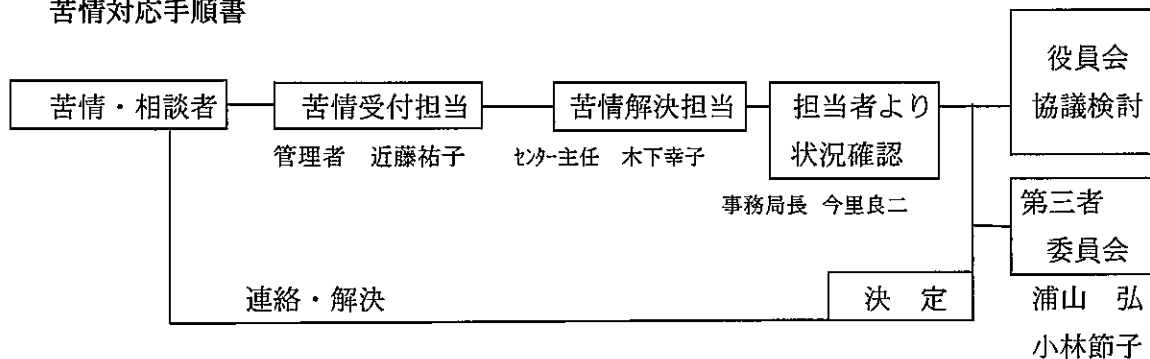 苦情対応手順書
苦情・相談者
苦情受付担当
管理者 近藤祐子
苦情解決担当
センター主任 木下幸子
担当者より
状況確認
事務局長 今里良二
役員会
協議検討
第三者
委員会
浦山 弘
小林節子
決 定
連絡・解決